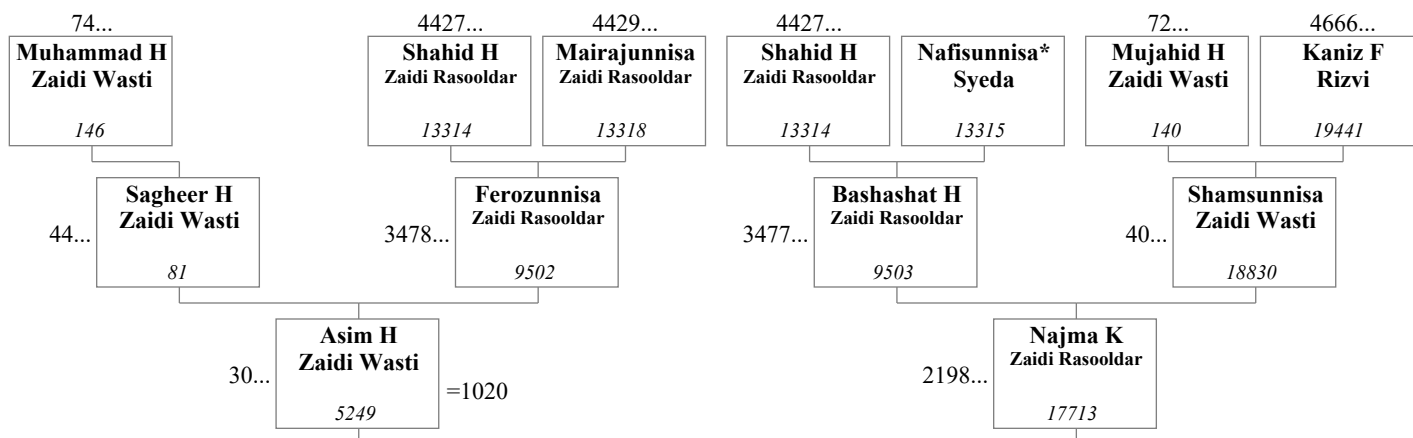 74...
4427...
4429...
4427...
72...
4666...
Muhammad H
Zaidi Wasti
146
Shahid H
Zaidi Rasooldar
13314
Mairajunnisa
Zaidi Rasooldar
13318
Shahid H
Zaidi Rasooldar
13314
Nafisunnisa*
Syeda
13315
Mujahid H
Zaidi Wasti
140
Kaniz F
Rizvi
19441
44...
Sagheer H
Zaidi Wasti
81
3478...
Ferozunnisa
Zaidi Rasooldar
9502
3477...
Bashashat H
Zaidi Rasooldar
9503
40...
Shamsunnisa
Zaidi Wasti
18830
30...
Asim H
Zaidi Wasti
5249
=1020
2198...
Najma K
Zaidi Rasooldar
17713